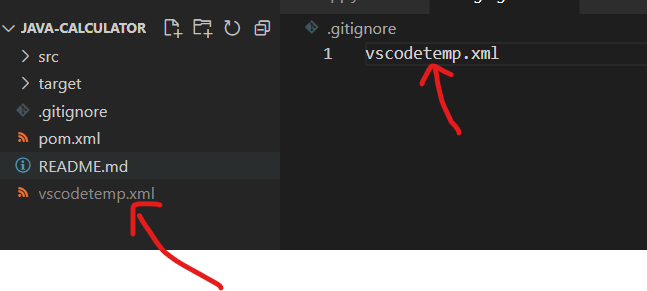 JAVA-CALCULATOR
src
target
.gitignore
pom.xml
README.md
vscodetemp.xml
.gitignore
1 vscodetemp.xml